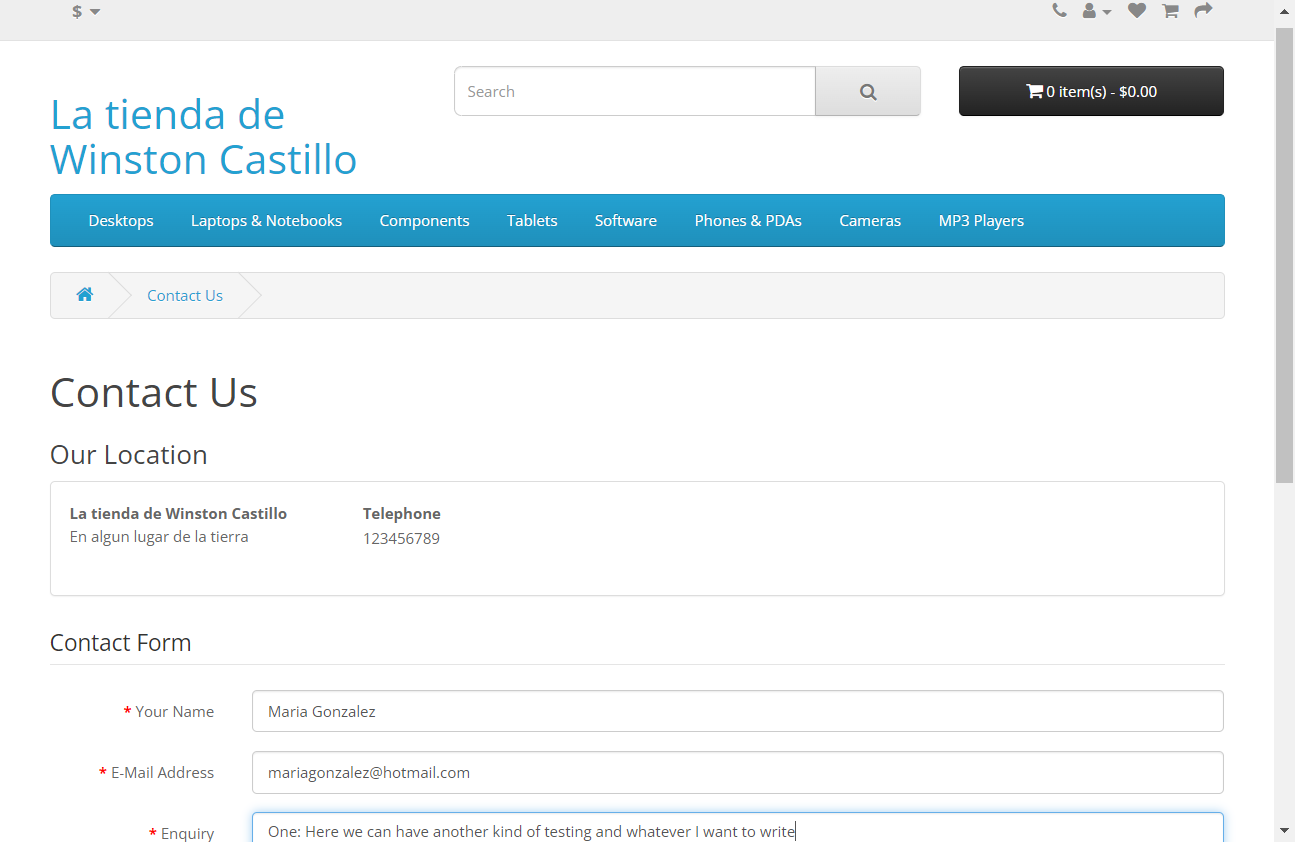 $
Search
0 item(s) - $0.00
La tienda de
Winston Castillo
Desktops Laptops & Notebooks Components Tablets Software Phones & PDAs Cameras MP3 Players
Contact Us
Contact Us
Our Location
La tienda de Winston Castillo Telephone
En algun lugar de la tierra 123456789
Contact Form
* Your Name Maria Gonzalez
* E-Mail Address mariagonzalez@hotmail.com
* Enquiry One: Here we can have another kind of testing and whatever I want to write